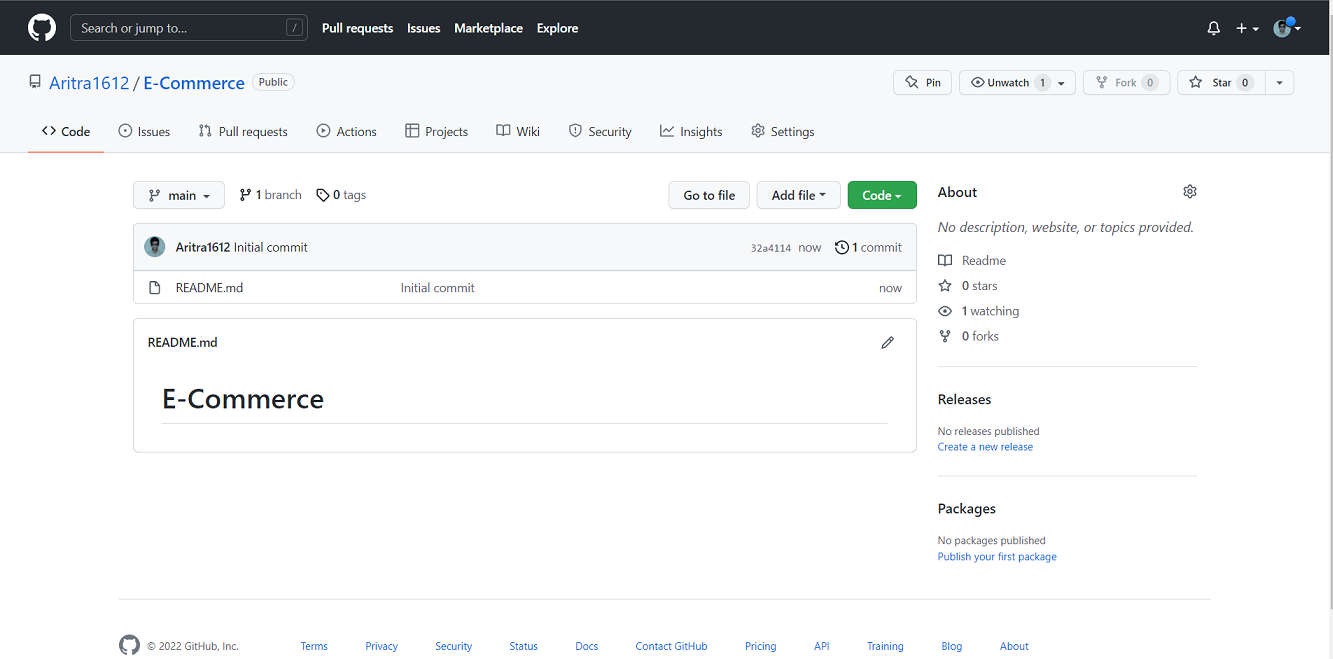 Search or jump to... / Pull requests Issues Marketplace Explore
Aritra1612 / E-Commerce Public Pin Unwatch 1 Fork 0 Star 0
Code Issues Pull requests Actions Projects Wiki Security Insights Settings
main 1 branch 0 tags Go to file Add file Code
Aritra1612 Initial commit 32a4114 now 1 commit
README.md Initial commit now
README.md
E-Commerce
About
No description, website, or topics provided.
Readme
0 stars
1 watching
0 forks
Releases
No releases published
Create a new release
Packages
No packages published
Publish your first package
© 2022 GitHub, Inc. Terms Privacy Security Status Docs Contact GitHub Pricing API Training Blog About